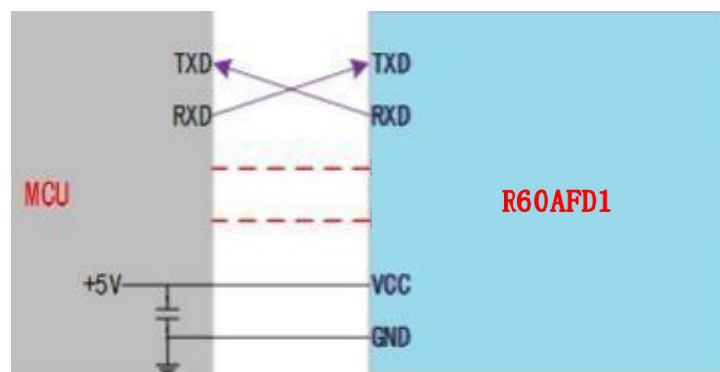 TXD TXD
RXD RXD
MCU R60AFD1
+5V VCC
GND